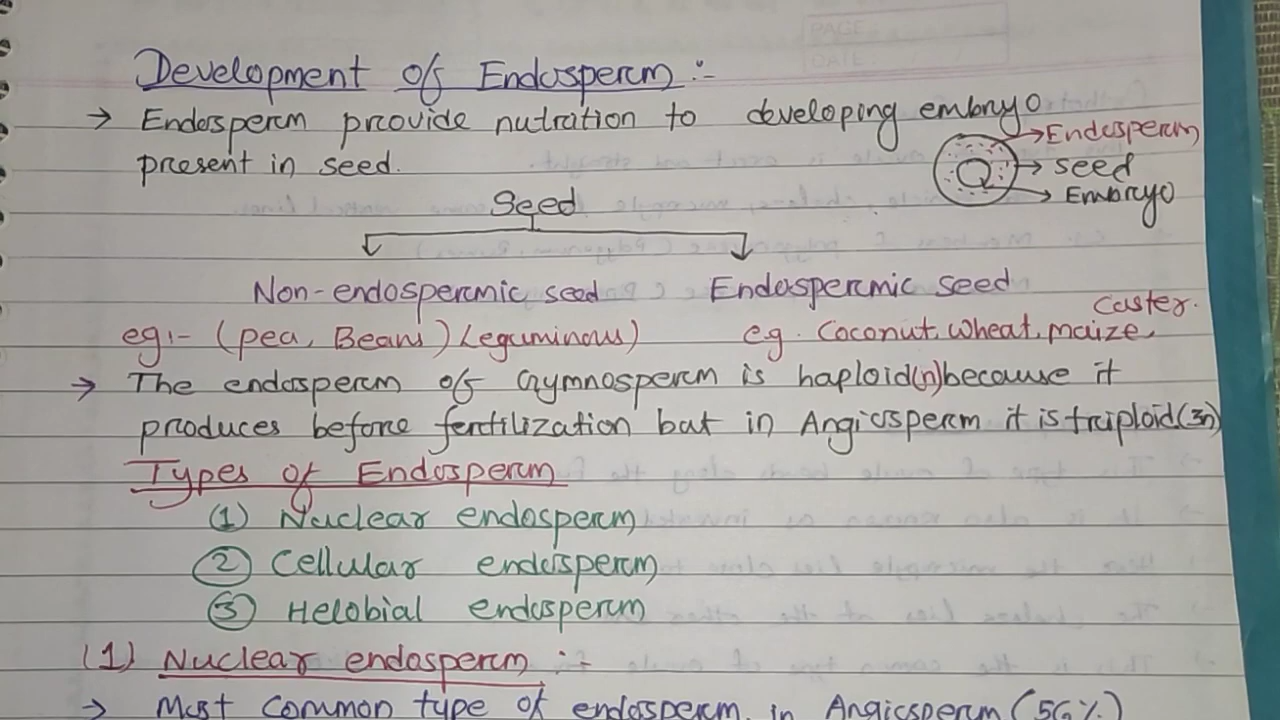 Development of Endosperm :-
→ Endosperm provide nutration to developing embryo
present in seed.
→Endosperm
→ seed
→ Embryo
Seed
Non-endospermic seed
Endospermic seed
eg:- (pea, Beans) Leguminous)
eg. Coconut, wheat, maize,
caster.
→ The endosperm of Gymnosperm is haploid(n) because it
produces before fertilization but in Angiosperm it is triploid(3n)
Types of Endosperm
(1) Nuclear endosperm
(2) Cellular endosperm
(3) Helobial endosperm
(1) Nuclear endosperm :-
→ Most common type of endosperm in Angiosperm (56%)